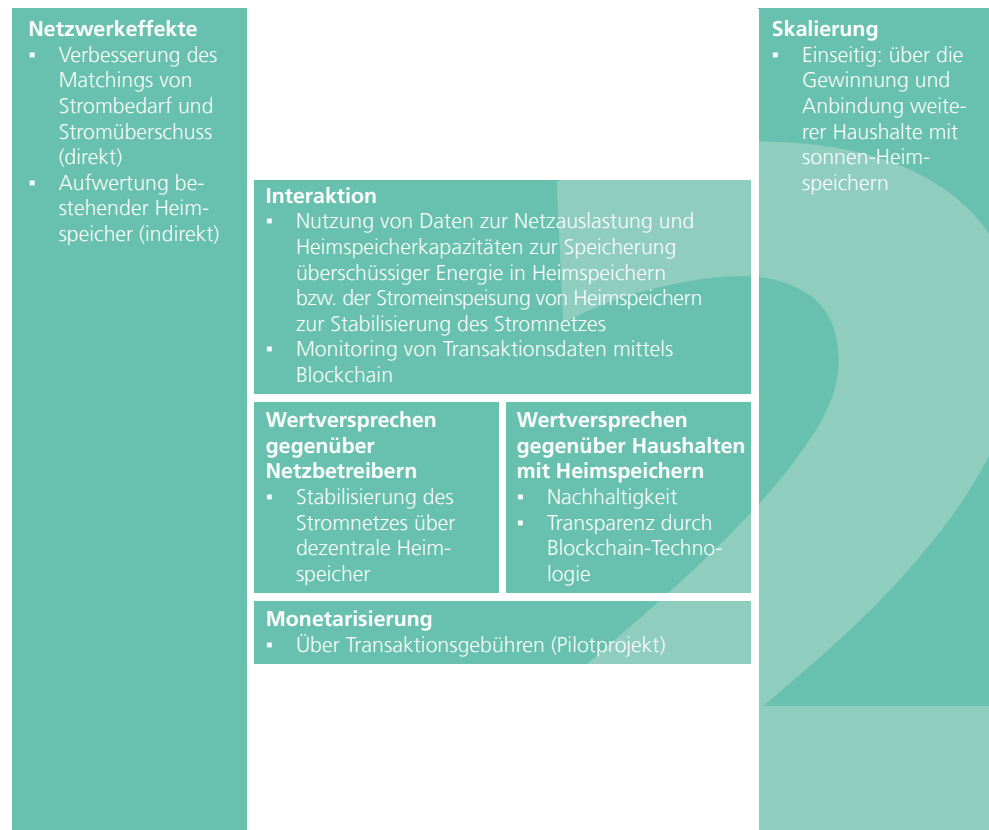 Netzwerkeffekte
▪ Verbesserung des
Matchings von
Strombedarf und
Stromüberschuss
(direkt)
▪ Aufwertung be-
stehender Heim-
speicher (indirekt)
Interaktion
▪ Nutzung von Daten zur Netzauslastung und
Heimspeicherkapazitäten zur Speicherung
überschüssiger Energie in Heimspeichern
bzw. der Stromeinspeisung von Heimspeichern
zur Stabilisierung des Stromnetzes
▪ Monitoring von Transaktionsdaten mittels
Blockchain
Wertversprechen
gegenüber
Netzbetreibern
▪ Stabilisierung des
Stromnetzes über
dezentrale Heim-
speicher
Wertversprechen
gegenüber Haushalten
mit Heimspeichern
▪ Nachhaltigkeit
▪ Transparenz durch
Blockchain-Techno-
logie
Monetarisierung
▪ Über Transaktionsgebühren (Pilotprojekt)
Skalierung
▪ Einseitig: über die
Gewinnung und
Anbindung weite-
rer Haushalte mit
sonnen-Heim-
speichern
2